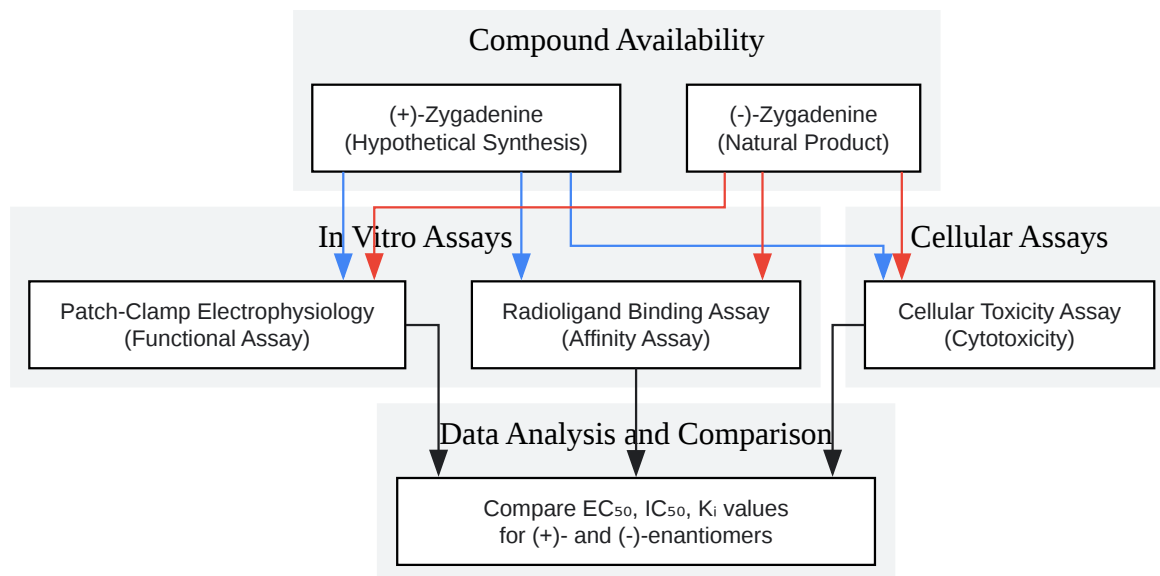 Compound Availability
(+)-Zygadenine
(Hypothetical Synthesis)
(-)-Zygadenine
(Natural Product)
In Vitro Assays
Cellular Assays
Patch-Clamp Electrophysiology
(Functional Assay)
Radioligand Binding Assay
(Affinity Assay)
Cellular Toxicity Assay
(Cytotoxicity)
Data Analysis and Comparison
Compare EC₅₀, IC₅₀, Kᵢ values
for (+)- and (-)-enantiomers